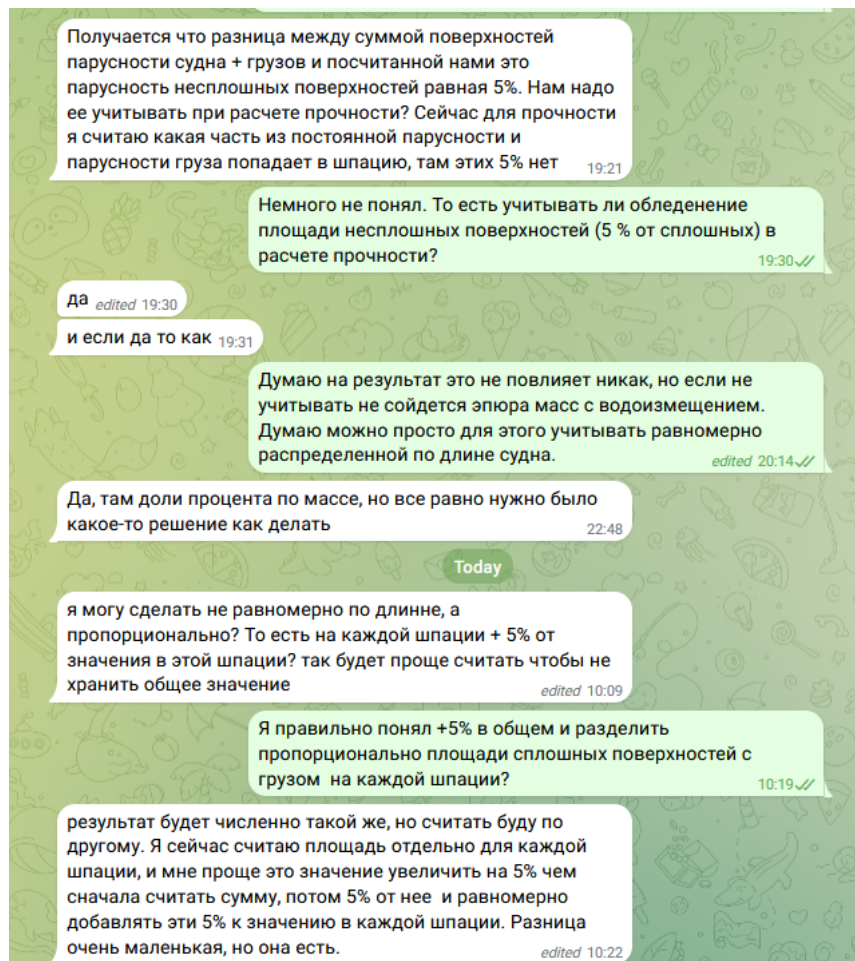 Получается что разница между суммой поверхностей
парусности судна + грузов и посчитанной нами это
парусность несплошных поверхностей равная 5%. Нам надо
ее учитывать при расчете прочности? Сейчас для прочности
я считаю какая часть из постоянной парусности и
парусности груза попадает в шпацию, там этих 5% нет 19:21
Немного не понял. То есть учитывать ли обледенение
площади несплошных поверхностей (5 % от сплошных) в
расчете прочности? 19:30
да edited 19:30
и если да то как 19:31
Думаю на результат это не повлияет никак, но если не
учитывать не сойдется эпюра масс с водоизмещением.
Думаю можно просто для этого учитывать равномерно
распределенной по длине судна. edited 20:14
Да, там доли процента по массе, но все равно нужно было
какое-то решение как делать 22:48
Today
я могу сделать не равномерно по длинне, а
пропорционально? То есть на каждой шпации + 5% от
значения в этой шпации? так будет проще считать чтобы не
хранить общее значение edited 10:09
Я правильно понял +5% в общем и разделить
пропорционально площади сплошных поверхностей с
грузом на каждой шпации? 10:19
результат будет численно такой же, но считать буду по
другому. Я сейчас считаю площадь отдельно для каждой
шпации, и мне проще это значение увеличить на 5% чем
сначала считать сумму, потом 5% от нее и равномерно
добавлять эти 5% к значению в каждой шпации. Разница
очень маленькая, но она есть. edited 10:22